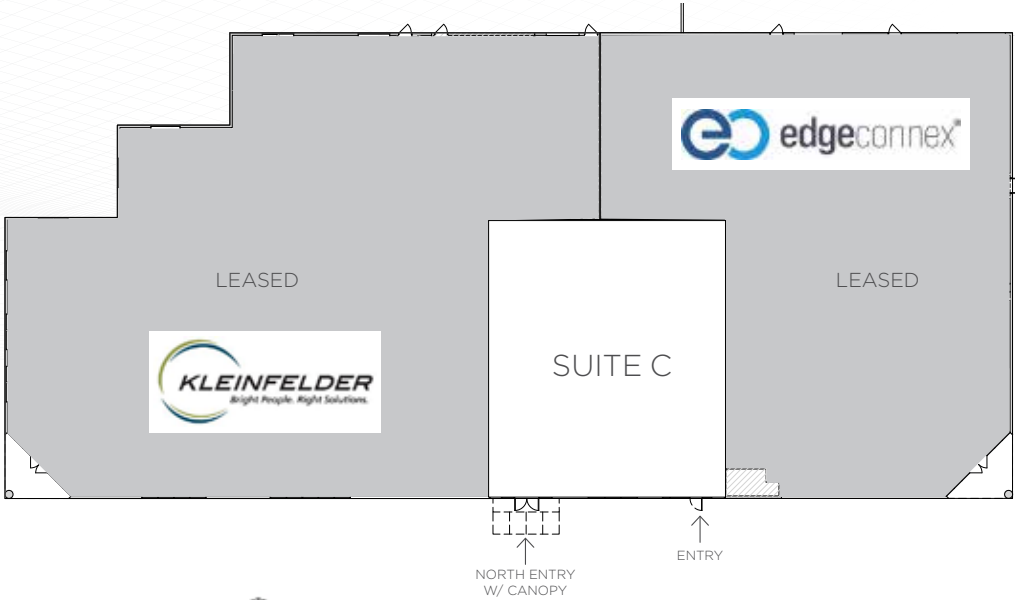 edgeconnex®
LEASED
LEASED
KLEINFELDER
Bright People. Right Solutions.
SUITE C
ENTRY
NORTH ENTRY
W/ CANOPY